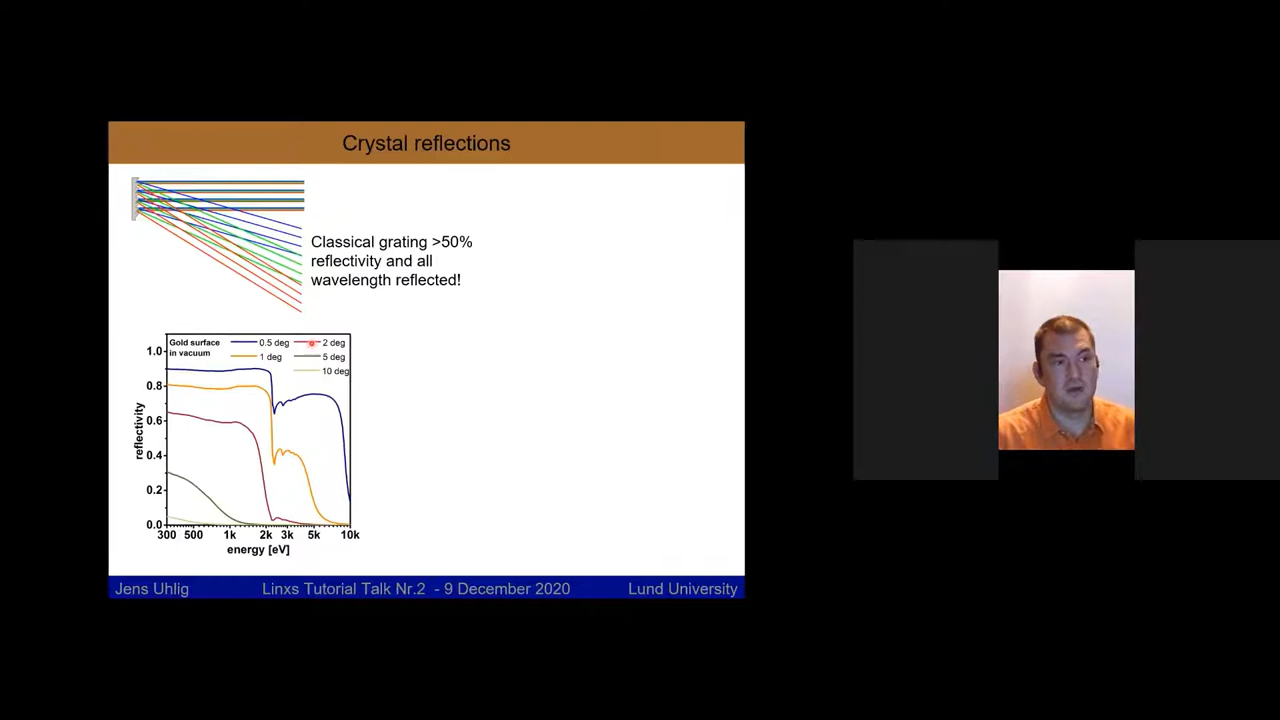 Crystal reflections
Classical grating >50%
reflectivity and all
wavelength reflected!
Gold surface
in vacuum
0.5 deg
2 deg
1 deg
5 deg
10 deg
1.0
0.8
0.6
0.4
0.2
0.0
reflectivity
300 500 1k 2k 3k 5k 10k
energy [eV]
Jens Uhlig Linxs Tutorial Talk Nr.2 - 9 December 2020 Lund University